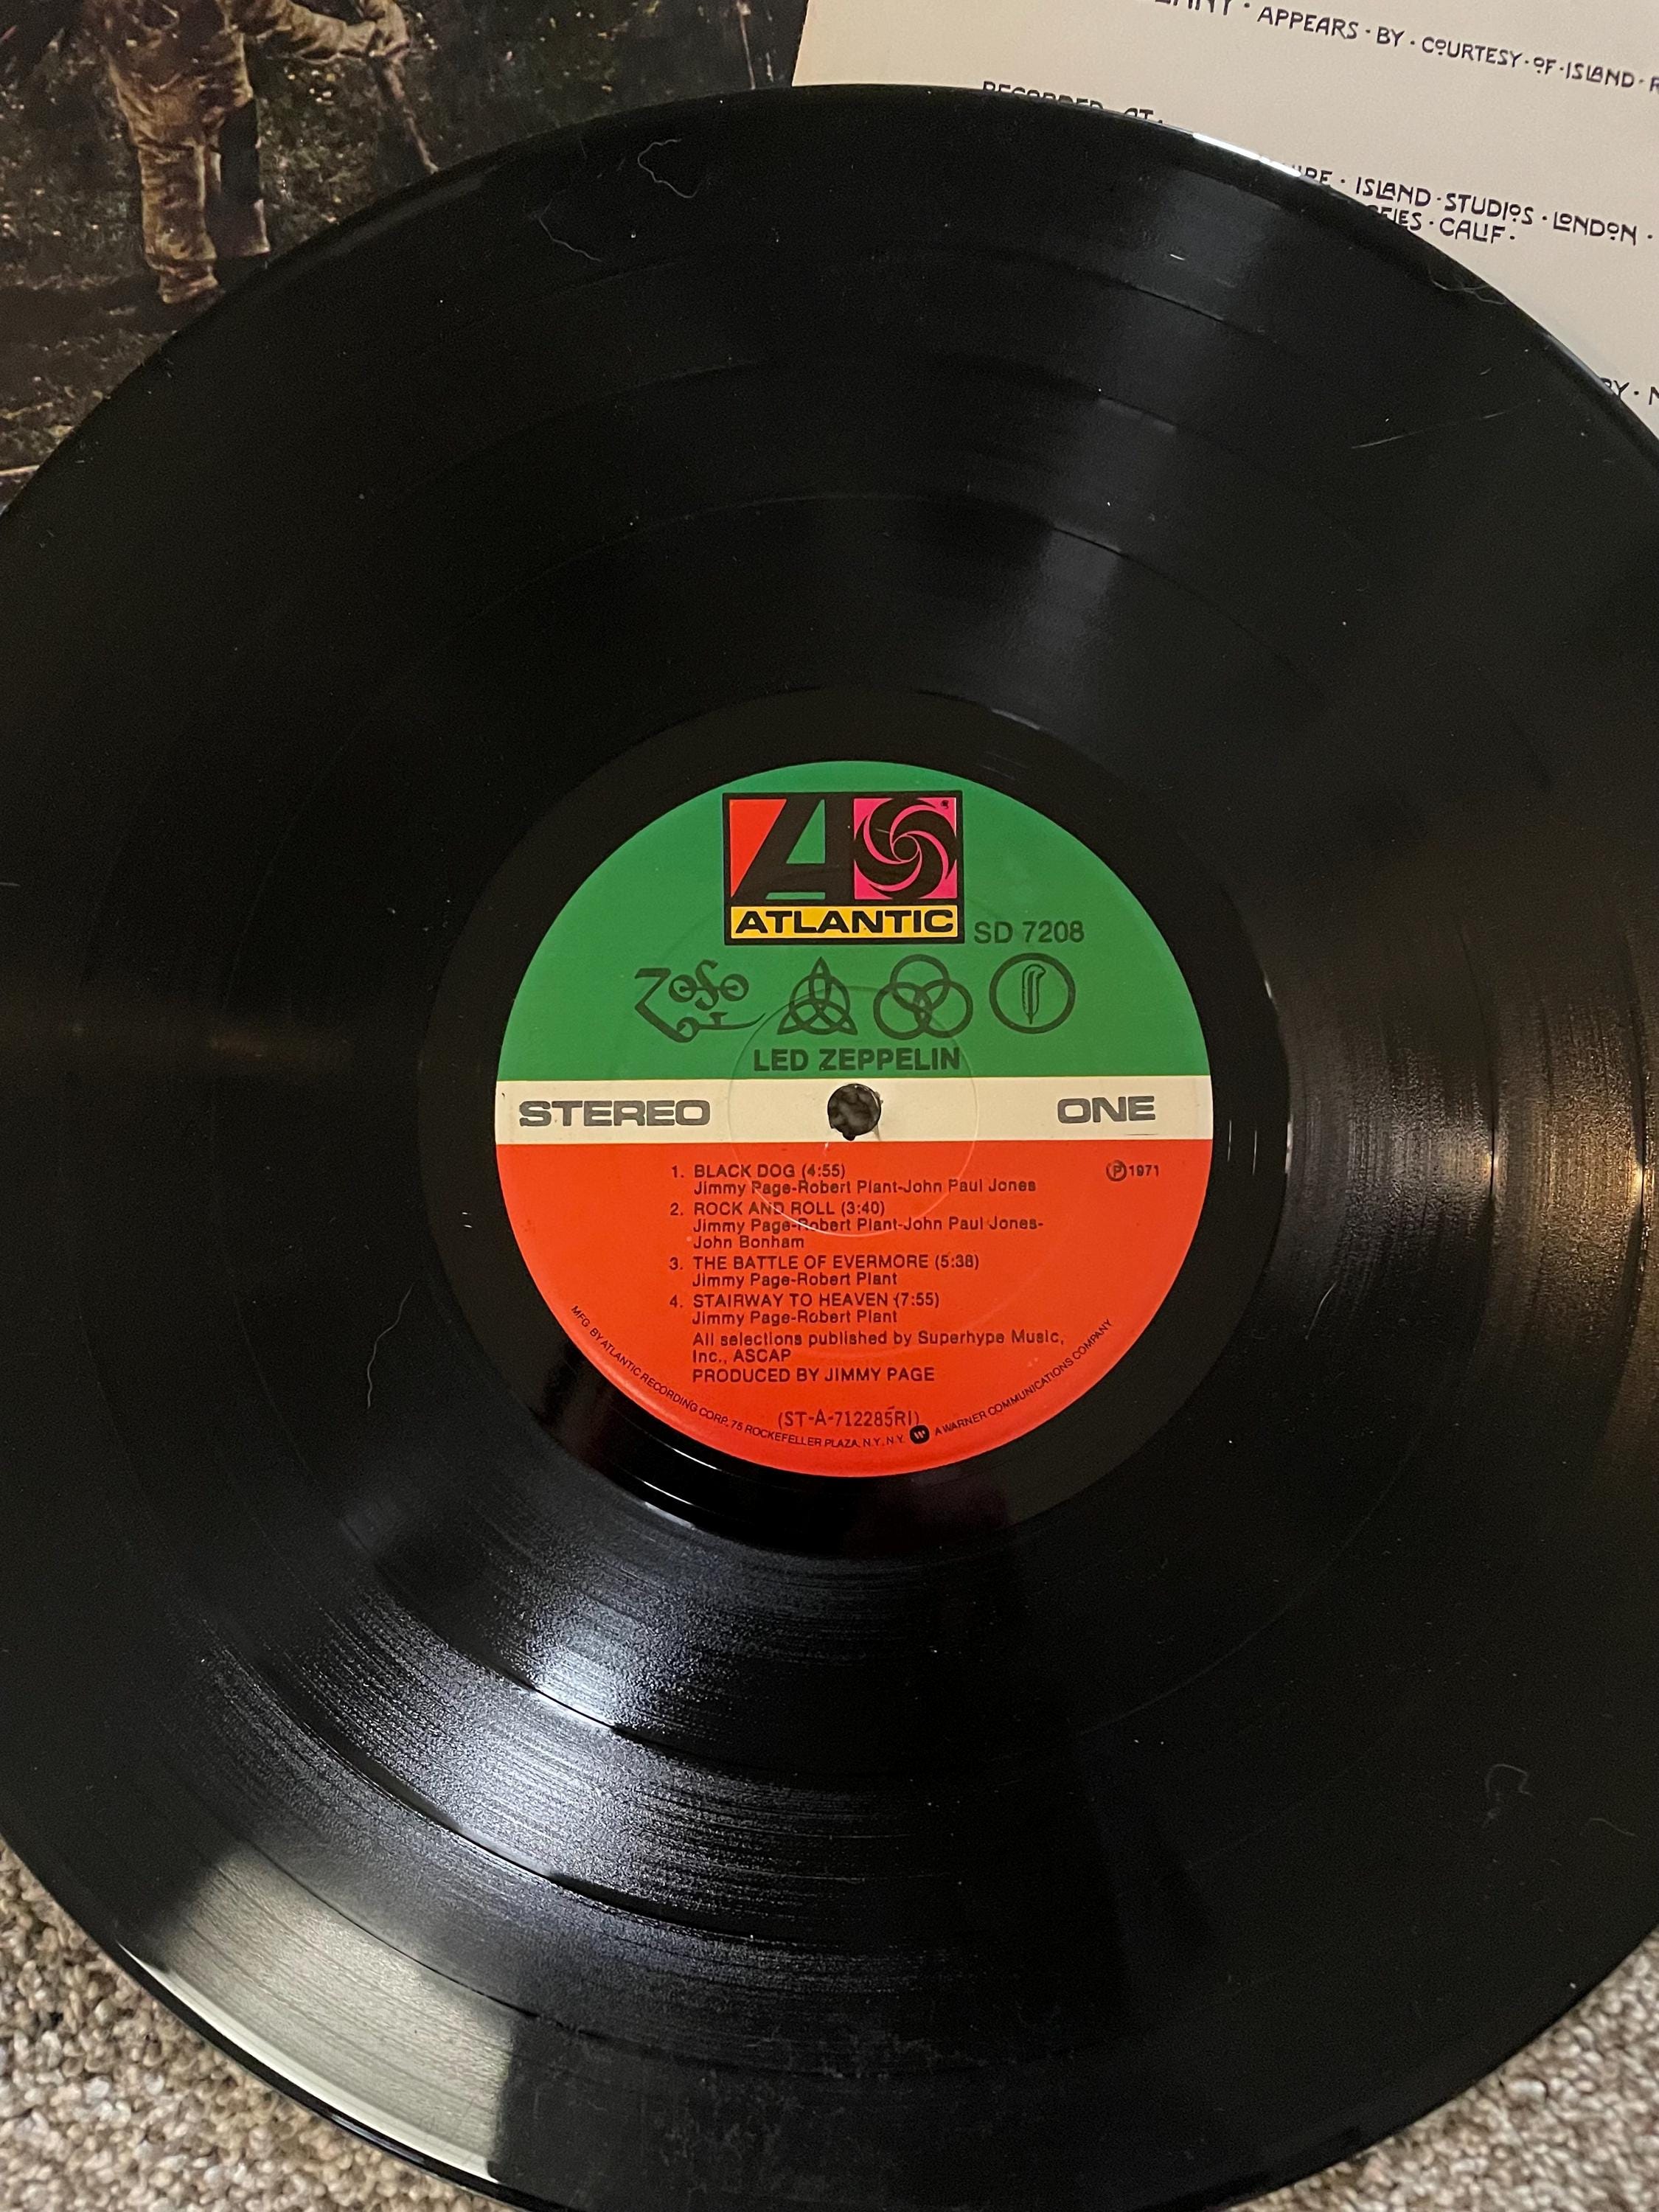 · APPEARS · BY · COURTESY · OF · ISLAND ·
RECORDED · AT ·
· ISLAND · STUDIOS · LONDON ·
· CALIF ·
ATLANTIC
SD 7208
LED ZEPPELIN
STEREO ONE
1. BLACK DOG (4:55)
℗1971
Jimmy Page-Robert Plant-John Paul Jones
2. ROCK AND ROLL (3:40)
Jimmy Page-Robert Plant-John Paul Jones-
John Bonham
3. THE BATTLE OF EVERMORE (5:38)
Jimmy Page-Robert Plant
4. STAIRWAY TO HEAVEN (7:55)
Jimmy Page-Robert Plant
All selections published by Superhype Music,
Inc., ASCAP
PRODUCED BY JIMMY PAGE
(ST-A-712285RI)
MFG. BY ATLANTIC RECORDING CORP., 75 ROCKEFELLER PLAZA, N.Y., N.Y. A WARNER COMMUNICATIONS COMPANY